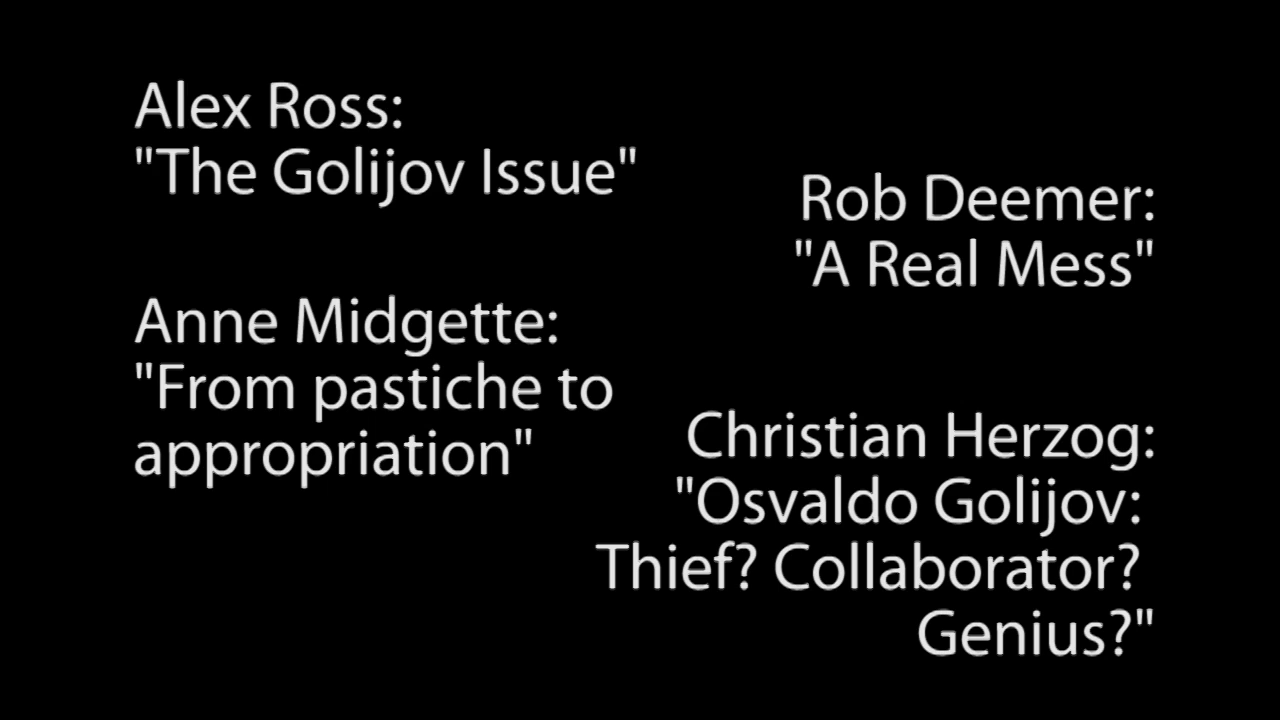 Alex Ross:
"The Golijov Issue"
Rob Deemer:
"A Real Mess"
Anne Midgette:
"From pastiche to
appropriation"
Christian Herzog:
"Osvaldo Golijov:
Thief? Collaborator?
Genius?"